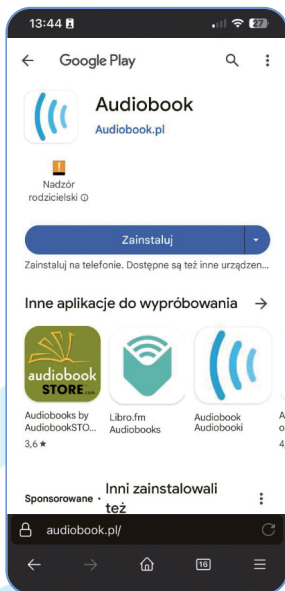 13:44
27
Google Play
Audiobook
Audiobook.pl
Nadzór
rodzicielski
Zainstaluj
Zainstaluj na telefonie. Dostępne są też inne urządzen...
Inne aplikacje do wypróbowania
audiobook
STORE.com
Audiobooks by
AudiobookSTO...
3,6★
Libro.fm
Audiobooks
Audiobook
Audiobooki
A
o
4,
Sponsorowane • Inni zainstalowali
też
audiobook.pl/
16